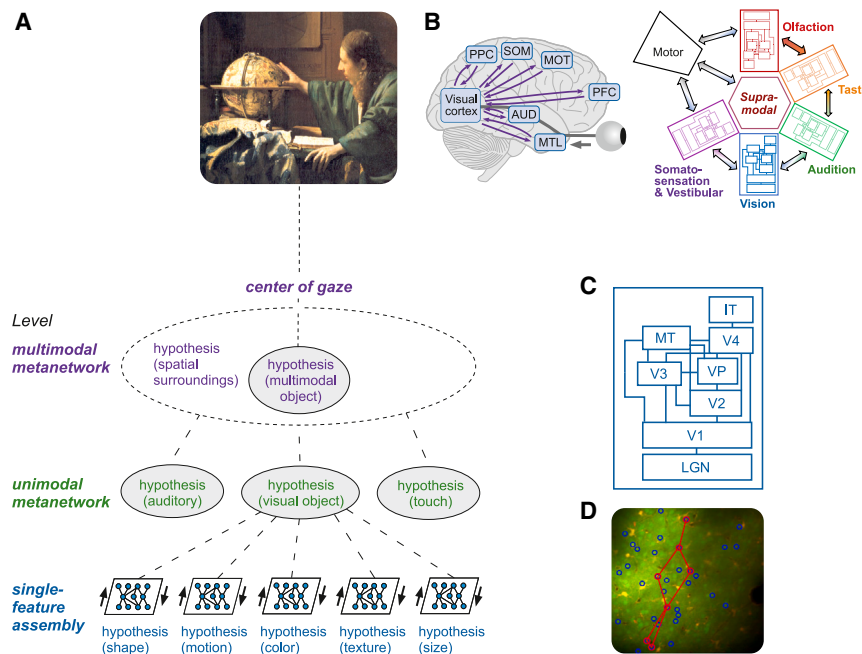 A
center of gaze
Level
multimodal
metanetwork
hypothesis
(spatial
surroundings)
hypothesis
(multimodal
object)
unimodal
metanetwork
hypothesis
(auditory)
hypothesis
(visual object)
hypothesis
(touch)
single-
feature
assembly
hypothesis
(shape)
hypothesis
(motion)
hypothesis
(color)
hypothesis
(texture)
hypothesis
(size)
B
PPC
SOM
MOT
PFC
Visual
cortex
AUD
MTL
Motor
Olfaction
Tast
Supra-
modal
Somato-
sensation
& Vestibular
Vision
Audition
C
IT
MT
V4
V3
VP
V2
V1
LGN
D